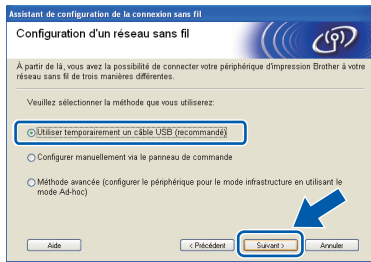 Assistant de configuration de la connexion sans fil
Configuration d'un réseau sans fil
À partir de là, vous avez la possibilité de connecter votre périphérique d'impression Brother à votre
réseau sans fil de trois manières différentes.
Veuillez sélectionner la méthode que vous utiliserez:
Utiliser temporairement un câble USB (recommandé)
Configurer manuellement via le panneau de commande
Méthode avancée (configurer le périphérique pour le mode infrastructure en utilisant le
mode Ad-hoc)
Aide
< Précédent
Suivant >
Annuler